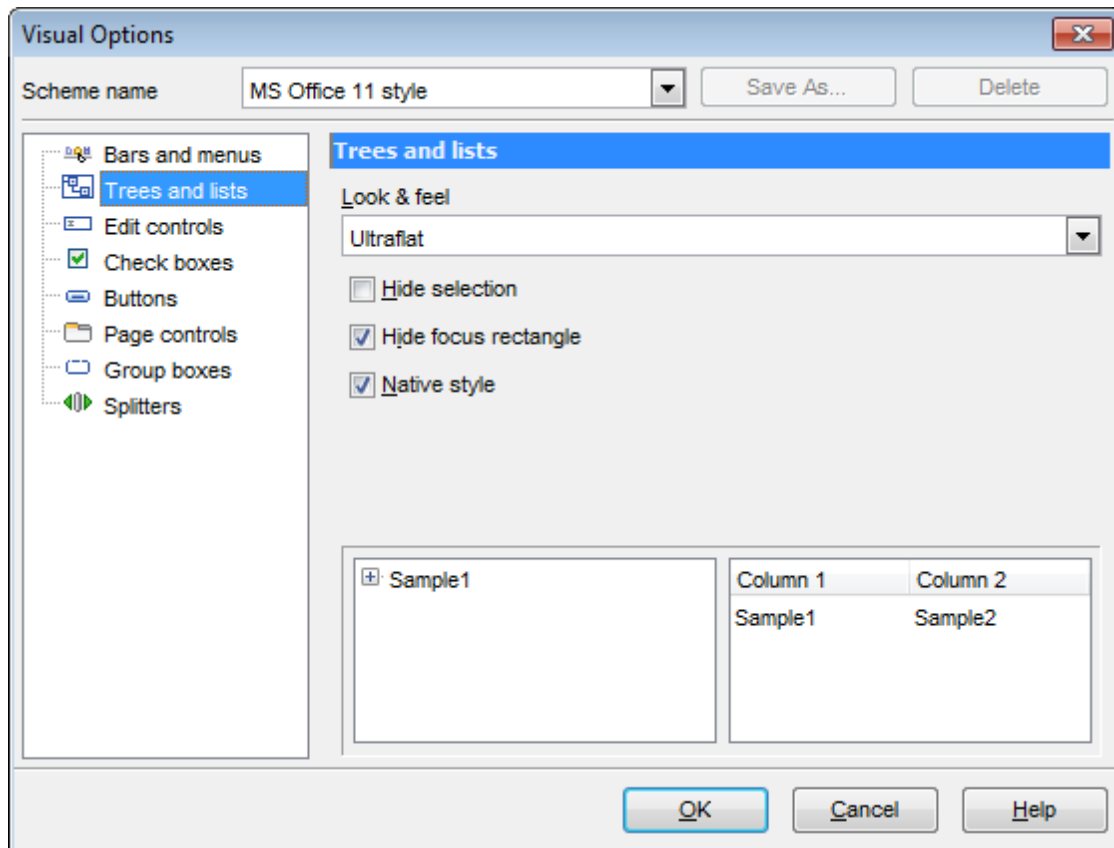 Visual Options
Scheme name MS Office 11 style Save As... Delete
Bars and menus
Trees and lists
Edit controls
Check boxes
Buttons
Page controls
Group boxes
Splitters
Trees and lists
Look & feel
Ultraflat
Hide selection
Hide focus rectangle
Native style
Sample1
Column 1 Column 2
Sample1 Sample2
OK Cancel Help